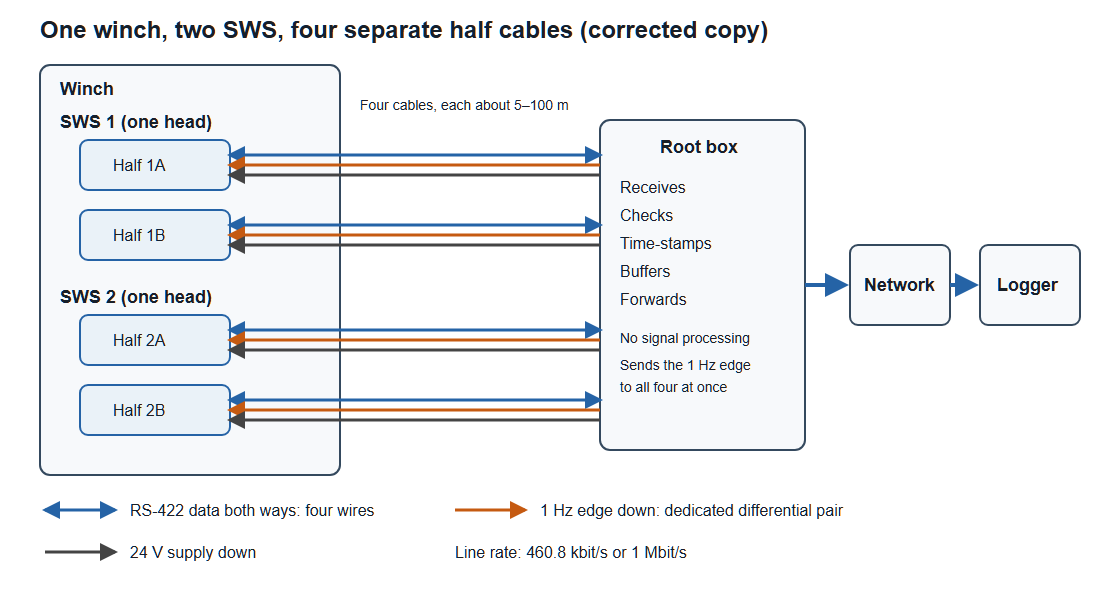 One winch, two SWS, four separate half cables (corrected copy)
Winch
SWS 1 (one head)
Half 1A
Half 1B
SWS 2 (one head)
Half 2A
Half 2B
Four cables, each about 5–100 m
Root box
Receives
Checks
Time-stamps
Buffers
Forwards
No signal processing
Sends the 1 Hz edge
to all four at once
Network
Logger
RS-422 data both ways: four wires
1 Hz edge down: dedicated differential pair
24 V supply down
Line rate: 460.8 kbit/s or 1 Mbit/s